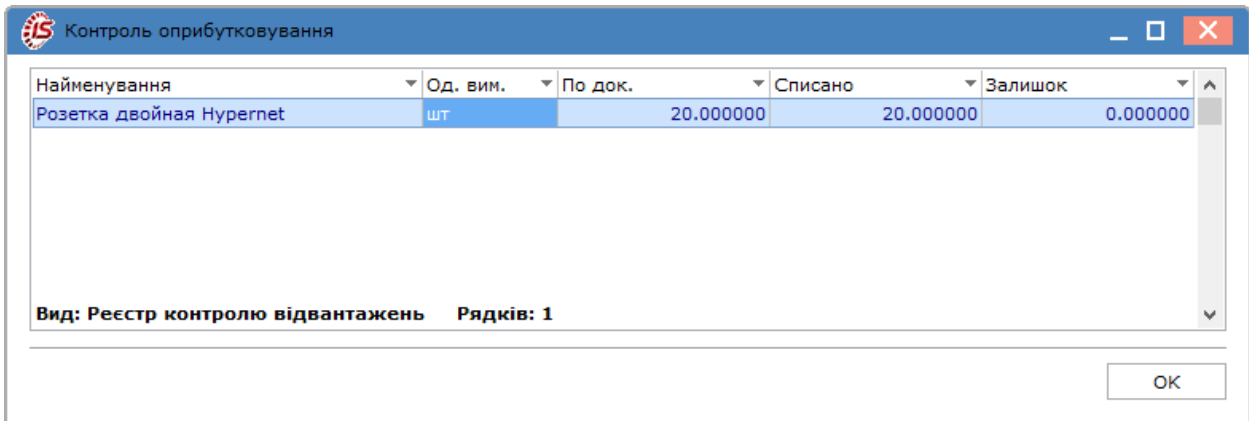 IS Контроль оприбутковування
Найменування Од. вим. По док. Списано Залишок
Розетка двойная Hypernet шт 20.000000 20.000000 0.000000
Вид: Реєстр контролю відвантажень Рядків: 1
ОК